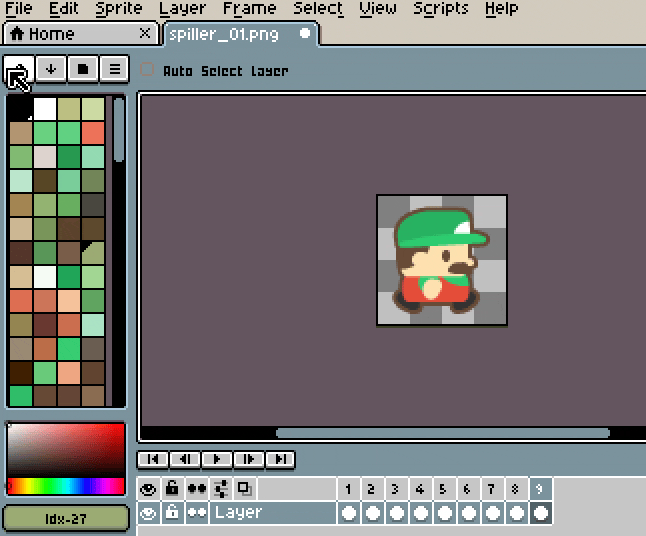 File Edit Sprite Layer Frame Select View Scripts Help
Home spiller_01.png
Auto Select Layer
1 2 3 4 5 6 7 8 9
Idx-27 Layer